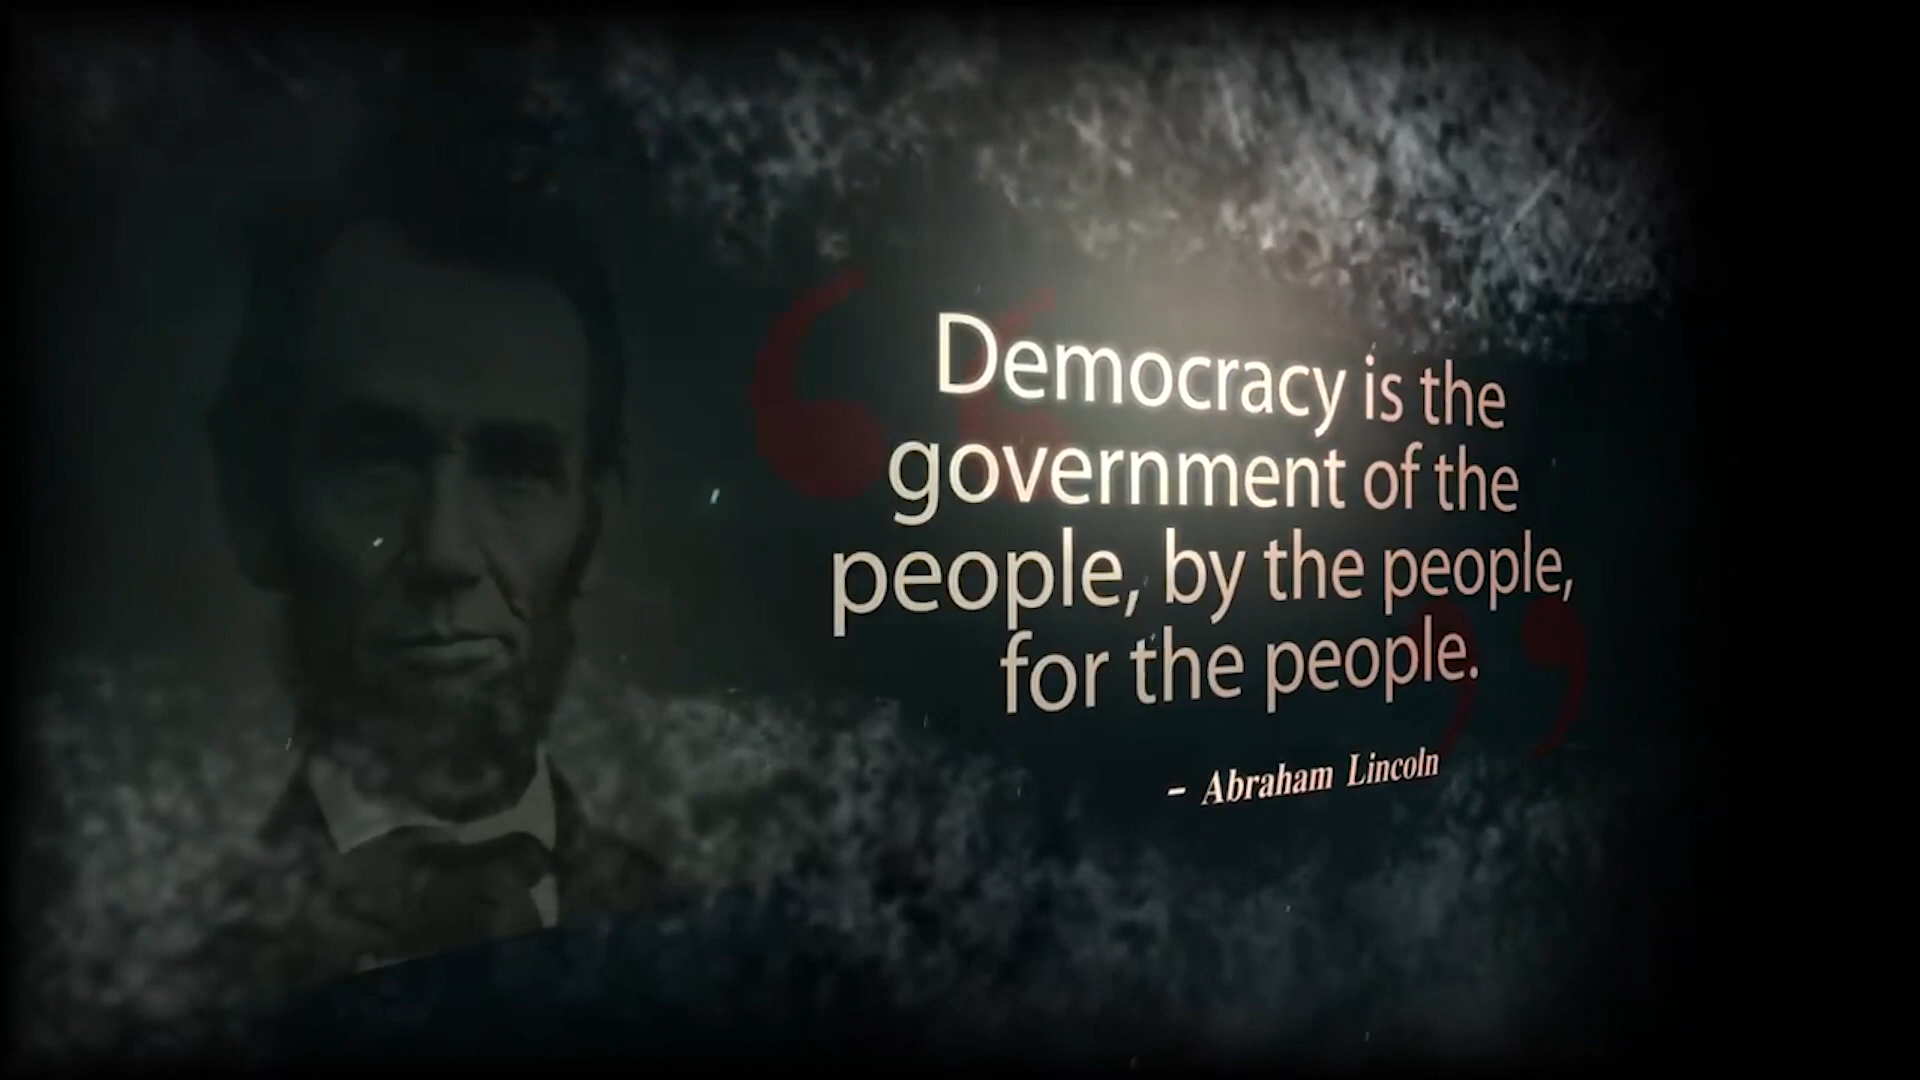 Democracy is the
government of the
people, by the people,
for the people.
- Abraham Lincoln